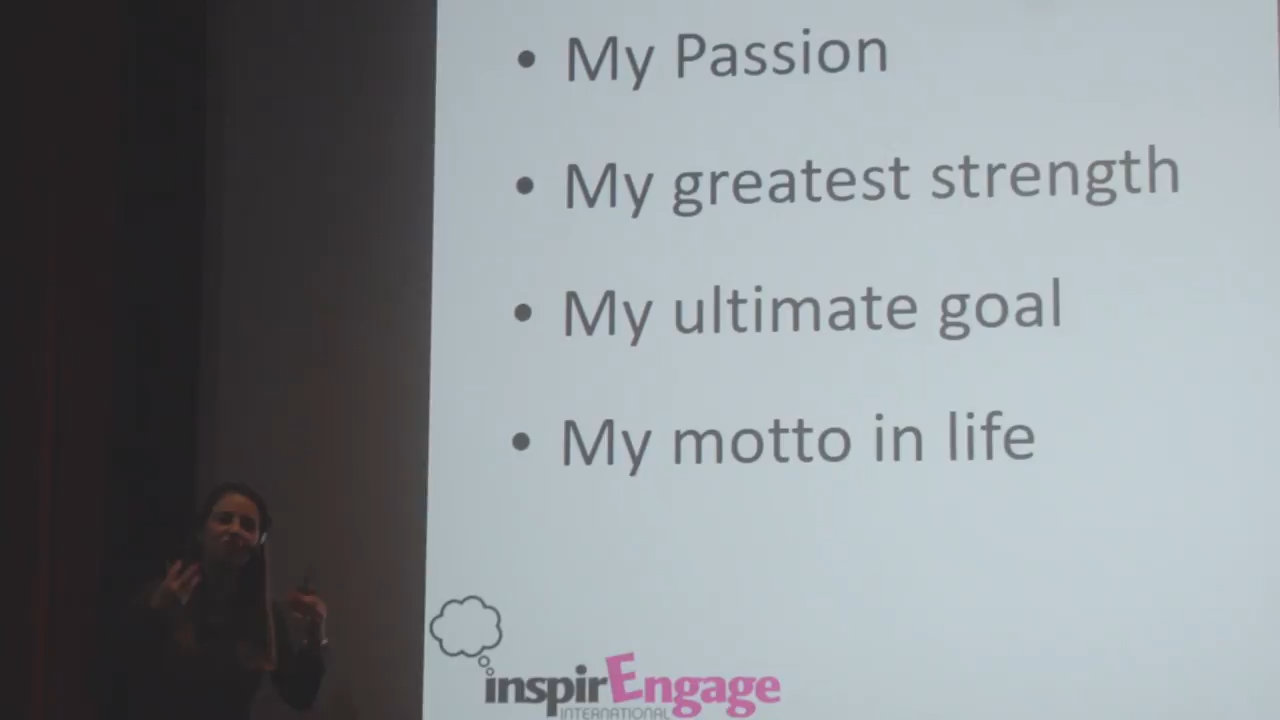 • My Passion
• My greatest strength
• My ultimate goal
• My motto in life
inspirEngage
INTERNATIONAL